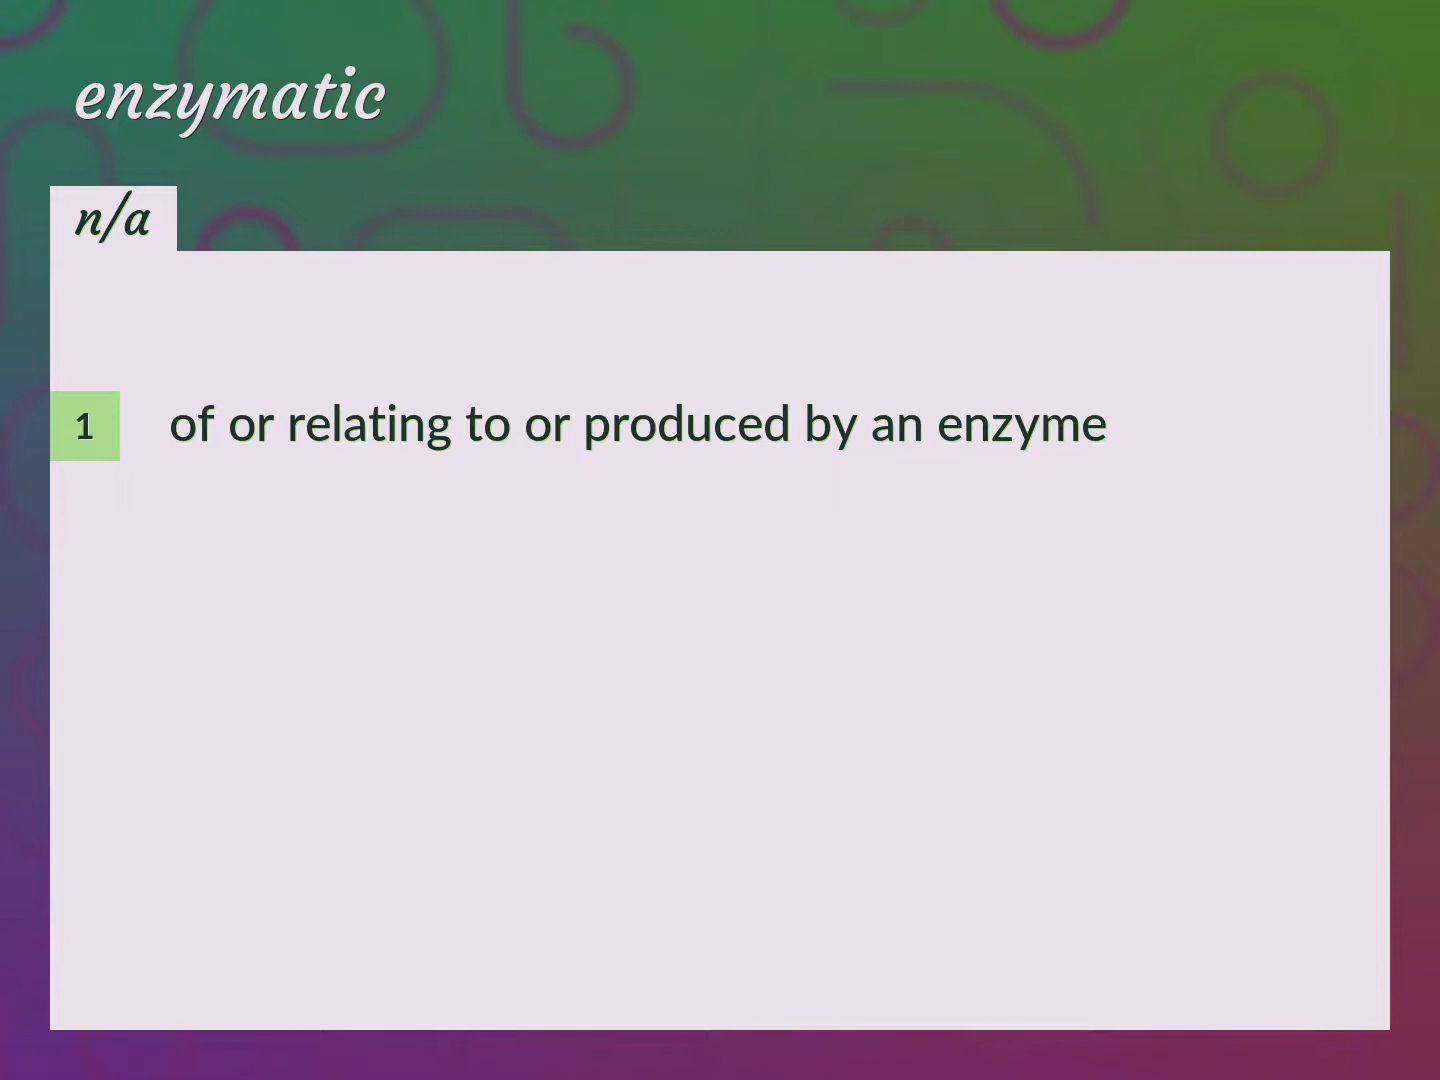 enzymatic
n/a
1 of or relating to or produced by an enzyme